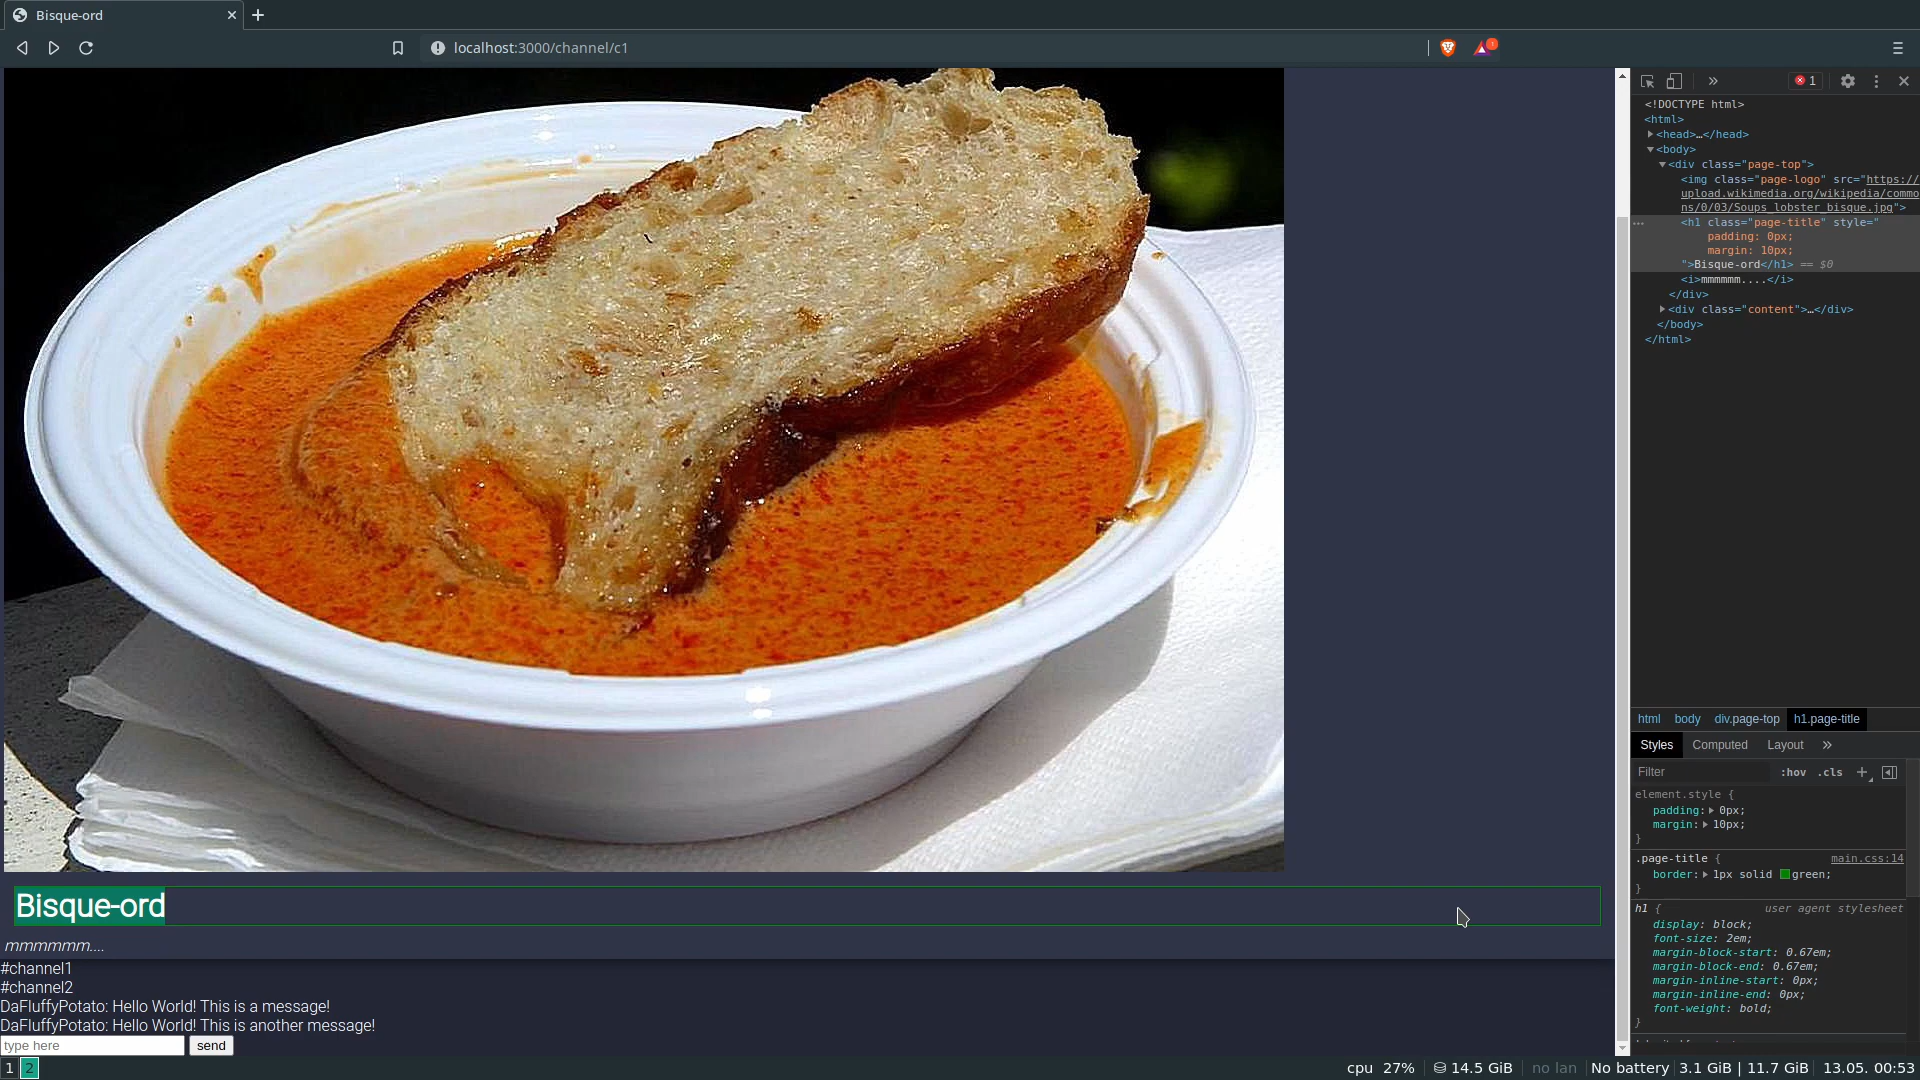 Bisque-ord
localhost:3000/channel/c1
1
<!DOCTYPE html>
<html>
<head>…</head>
<body>
<div class="page-top">
<img class="page-logo" src="https://
upload.wikimedia.org/wikipedia/commo
ns/0/03/Soups_lobster_bisque.jpg">
<h1 class="page-title" style="
padding: 0px;
margin: 10px;
">Bisque-ord</h1> == $0
<i>mmmmmm....</i>
</div>
<div class="content">…</div>
</body>
</html>
html body div.page-top h1.page-title
Styles Computed Layout
Filter :hov .cls
element.style {
padding: 0px;
margin: 10px;
}
.page-title { main.css:14
border: 1px solid green;
}
h1 { user agent stylesheet
display: block;
font-size: 2em;
margin-block-start: 0.67em;
margin-block-end: 0.67em;
margin-inline-start: 0px;
margin-inline-end: 0px;
font-weight: bold;
}
Bisque-ord
mmmmmm....
#channel1
#channel2
DaFluffyPotato: Hello World! This is a message!
DaFluffyPotato: Hello World! This is another message!
type here send
1 2 cpu 27% 14.5 GiB no lan No battery 3.1 GiB | 11.7 GiB 13.05. 00:53